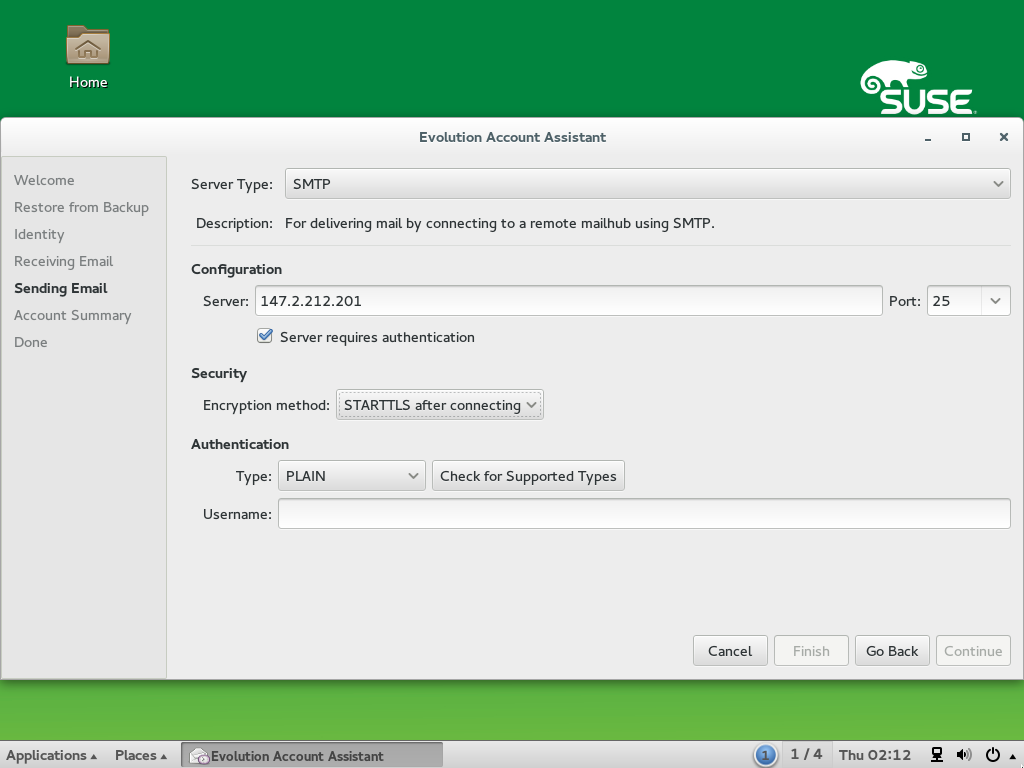 Home
SUSE
Evolution Account Assistant
Welcome
Restore from Backup
Identity
Receiving Email
Sending Email
Account Summary
Done
Server Type: SMTP
Description: For delivering mail by connecting to a remote mailhub using SMTP.
Configuration
Server: 147.2.212.201 Port: 25
Server requires authentication
Security
Encryption method: STARTTLS after connecting
Authentication
Type: PLAIN Check for Supported Types
Username:
Cancel Finish Go Back Continue
Applications Places Evolution Account Assistant 1 1 / 4 Thu 02:12